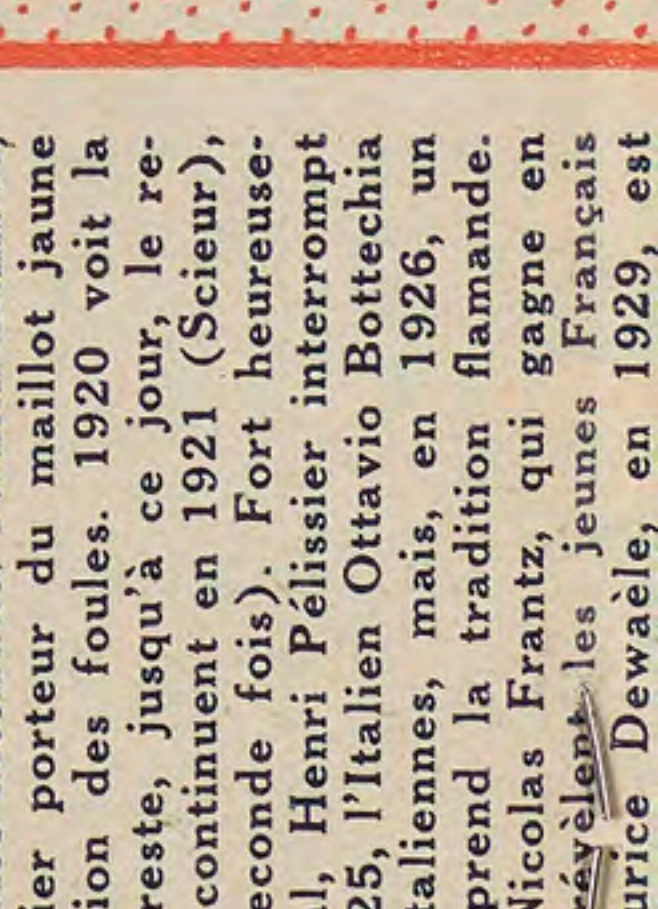 ier porteur du maillot jaune
ion des foules. 1920 voit la
reste, jusqu'à ce jour, le re-
continuent en 1921 (Scieur),
econde fois). Fort heureuse-
l, Henri Pélissier interrompt
25, l'Italien Ottavio Bottechia
taliennes, mais, en 1926, un
prend la tradition flamande.
Nicolas Frantz, qui gagne en
révèlent les jeunes Français
urice Dewaèle, en 1929, est